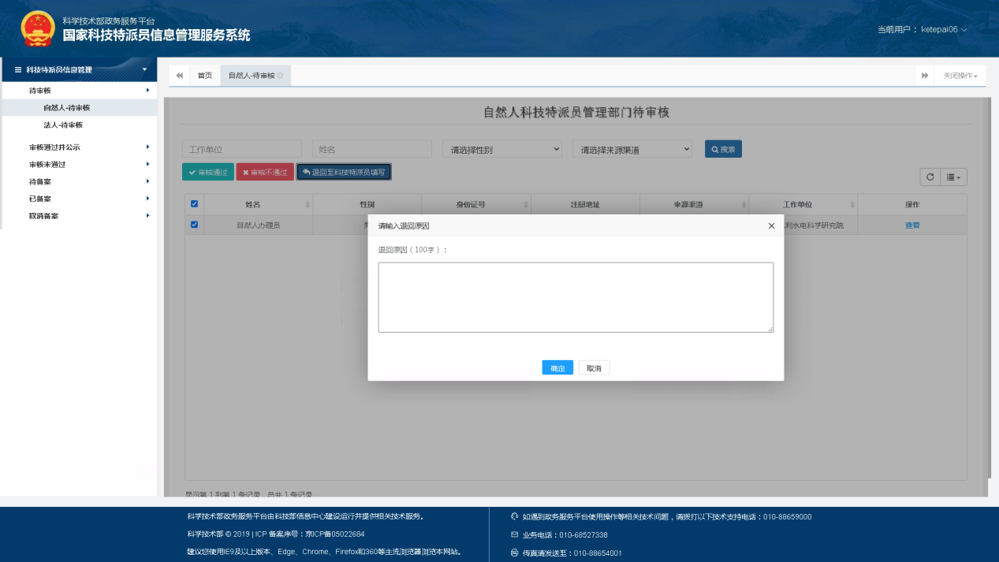 科学技术部政务服务平台
国家科技特派员信息管理服务系统
当前用户： ketepai06
科技特派员信息管理
待审核
自然人-待审核
法人-待审核
审核通过并公示
审核未通过
待备案
已备案
取消备案
首页
自然人-待审核
关闭操作
自然人科技特派员管理部门待审核
工作单位
姓名
请选择性别
请选择来源渠道
搜索
审核通过
审核不通过
退回至科技特派员填写
姓名 性别 身份证号 注册地址 来源渠道 工作单位 操作
自然人办理员
利水电科学研究院
查看
请输入退回原因
退回原因（100字）：
确定
取消
显示第 1 到第 1 条记录，总共 1 条记录
科学技术部政务服务平台由科技部信息中心建设运行并提供相关技术服务。
科学技术部 © 2019 | ICP 备案序号：京ICP备05022684
建议您使用IE9及以上版本、Edge、Chrome、Firefox和360等主流浏览器浏览本网站。
如遇到政务服务平台使用操作等相关技术问题，请拨打以下技术支持电话：010-88659000
业务电话：010-68527338
传真请发送至：010-88654001